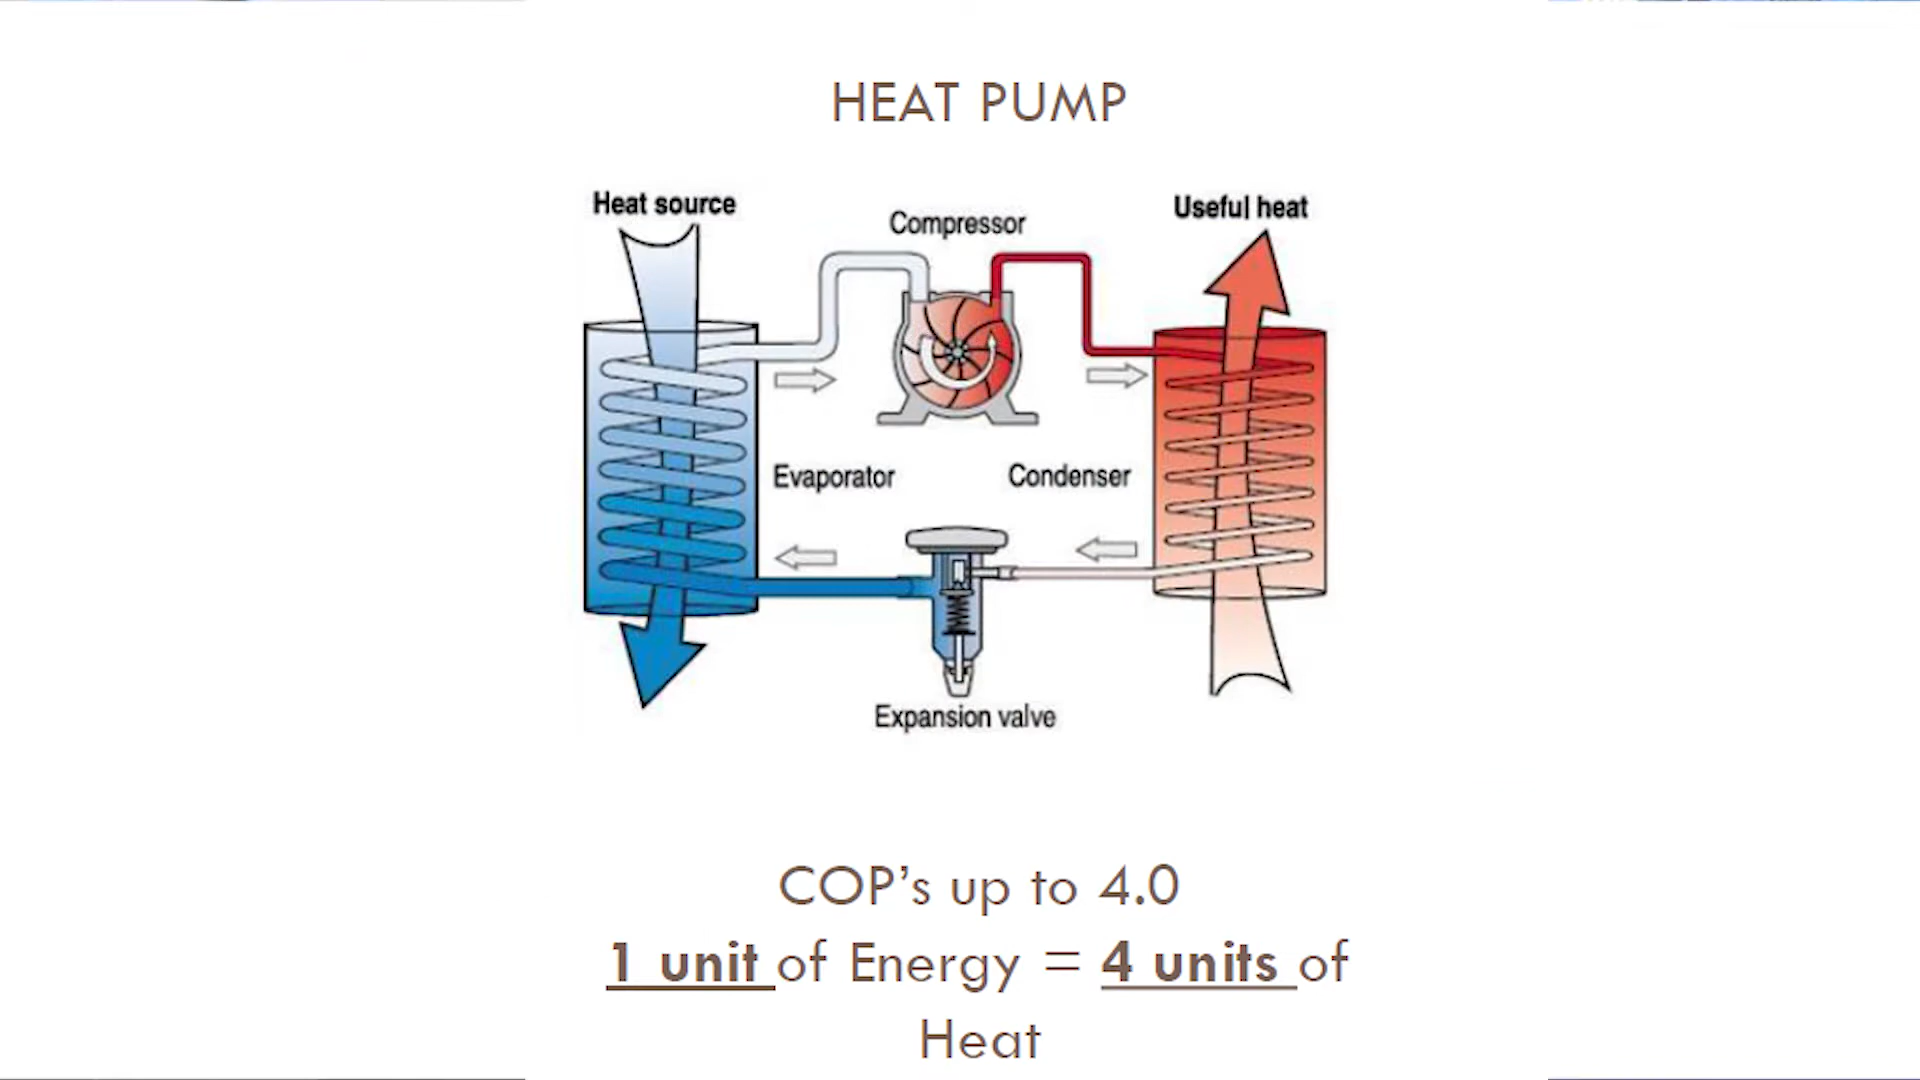 HEAT PUMP
Heat source
Compressor
Useful heat
Evaporator
Condenser
Expansion valve
COP’s up to 4.0
1 unit of Energy = 4 units of
Heat